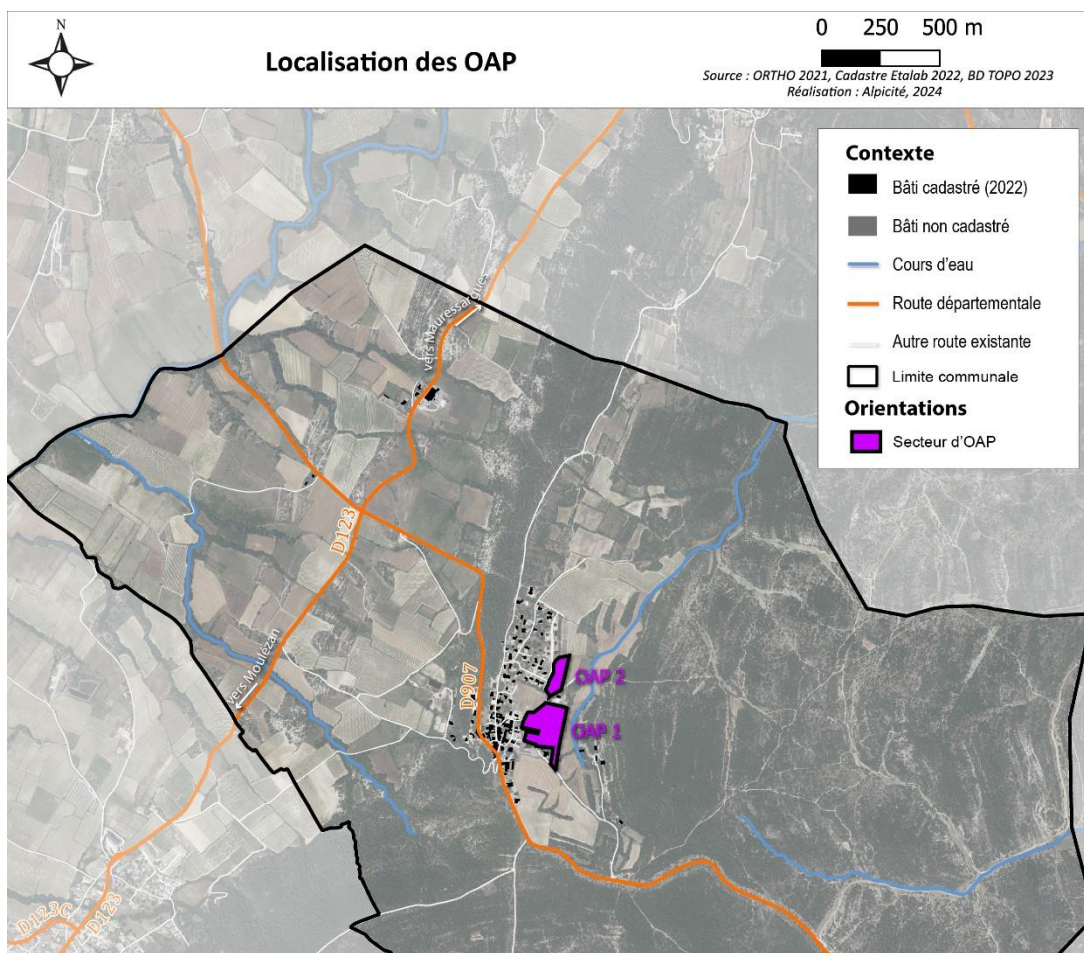 N
Localisation des OAP
0 250 500 m
Source : ORTHO 2021, Cadastre Etalab 2022, BD TOPO 2023
Réalisation : Alpicité, 2024
Contexte
Bâti cadastré (2022)
Bâti non cadastré
Cours d'eau
Route départementale
Autre route existante
Limite communale
Orientations
Secteur d'OAP
vers Mauressargues
D123
vers Moulézan
D907
OAP 2
OAP 1
D123C
D123